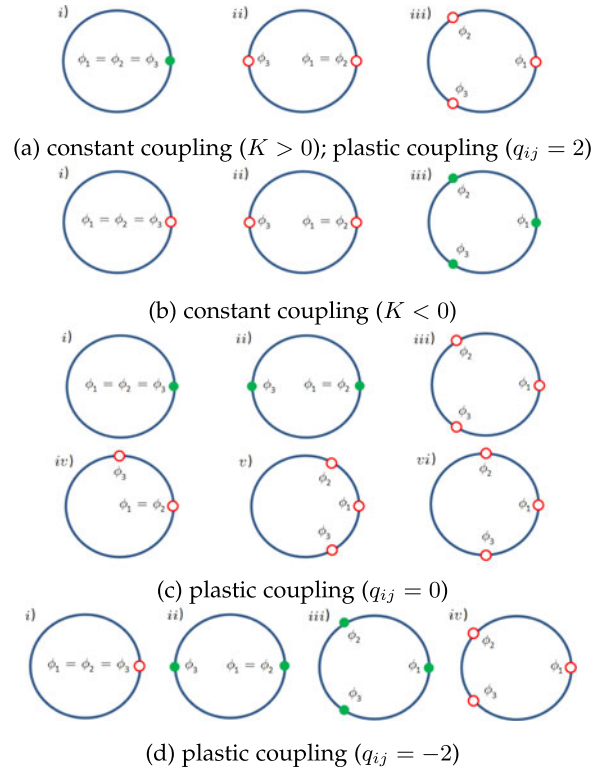 i) ii) iii)
ϕ₁ = ϕ₂ = ϕ₃ ϕ₃ ϕ₁ = ϕ₂ ϕ₂ ϕ₁ ϕ₃
(a) constant coupling (K > 0); plastic coupling (qᵢⱼ = 2)
i) ii) iii)
ϕ₁ = ϕ₂ = ϕ₃ ϕ₃ ϕ₁ = ϕ₂ ϕ₂ ϕ₁ ϕ₃
(b) constant coupling (K < 0)
i) ii) iii)
ϕ₁ = ϕ₂ = ϕ₃ ϕ₃ ϕ₁ = ϕ₂ ϕ₂ ϕ₁ ϕ₃
iv) v) vi)
ϕ₃ ϕ₁ = ϕ₂ ϕ₂ ϕ₁ ϕ₃ ϕ₂ ϕ₁ ϕ₃
(c) plastic coupling (qᵢⱼ = 0)
i) ii) iii) iv)
ϕ₁ = ϕ₂ = ϕ₃ ϕ₃ ϕ₁ = ϕ₂ ϕ₂ ϕ₁ ϕ₃ ϕ₂ ϕ₁ ϕ₃
(d) plastic coupling (qᵢⱼ = −2)